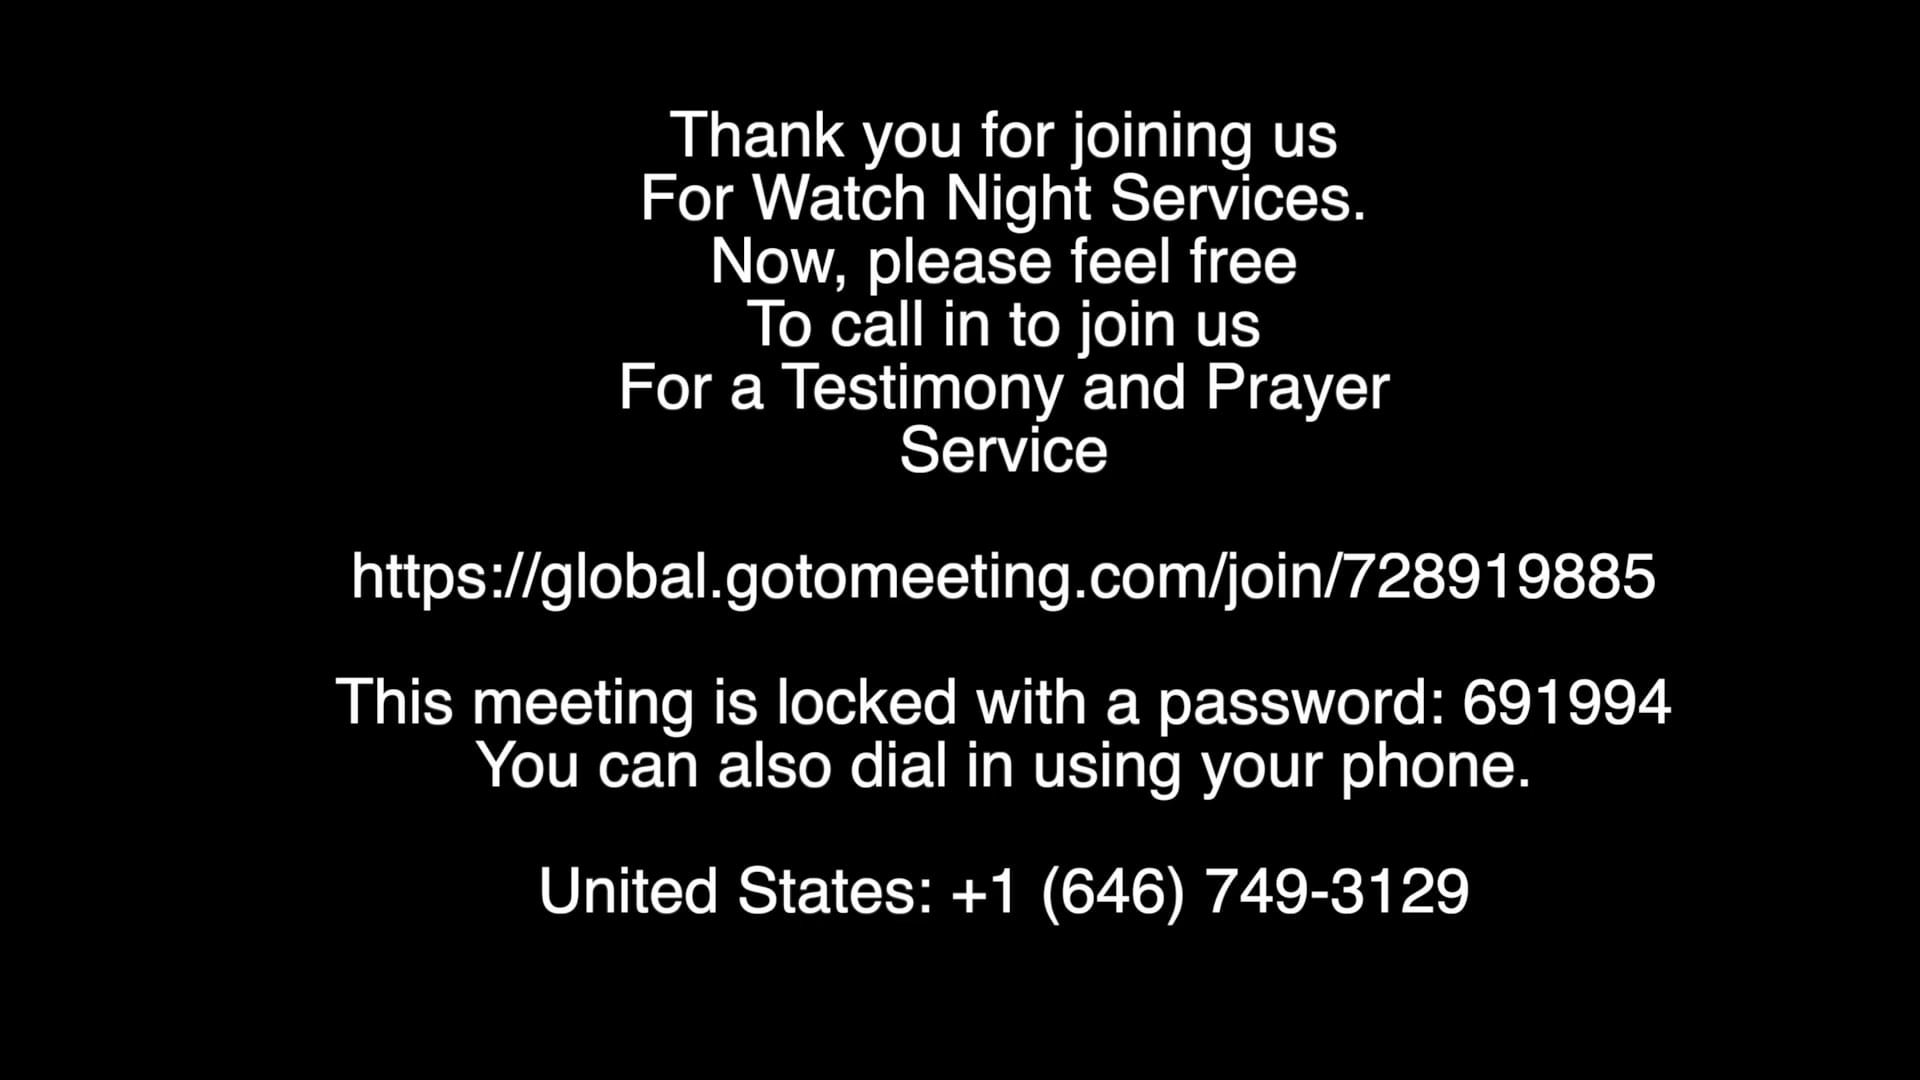 Thank you for joining us
For Watch Night Services.
Now, please feel free
To call in to join us
For a Testimony and Prayer
Service
https://global.gotomeeting.com/join/728919885
This meeting is locked with a password: 691994
You can also dial in using your phone.
United States: +1 (646) 749-3129